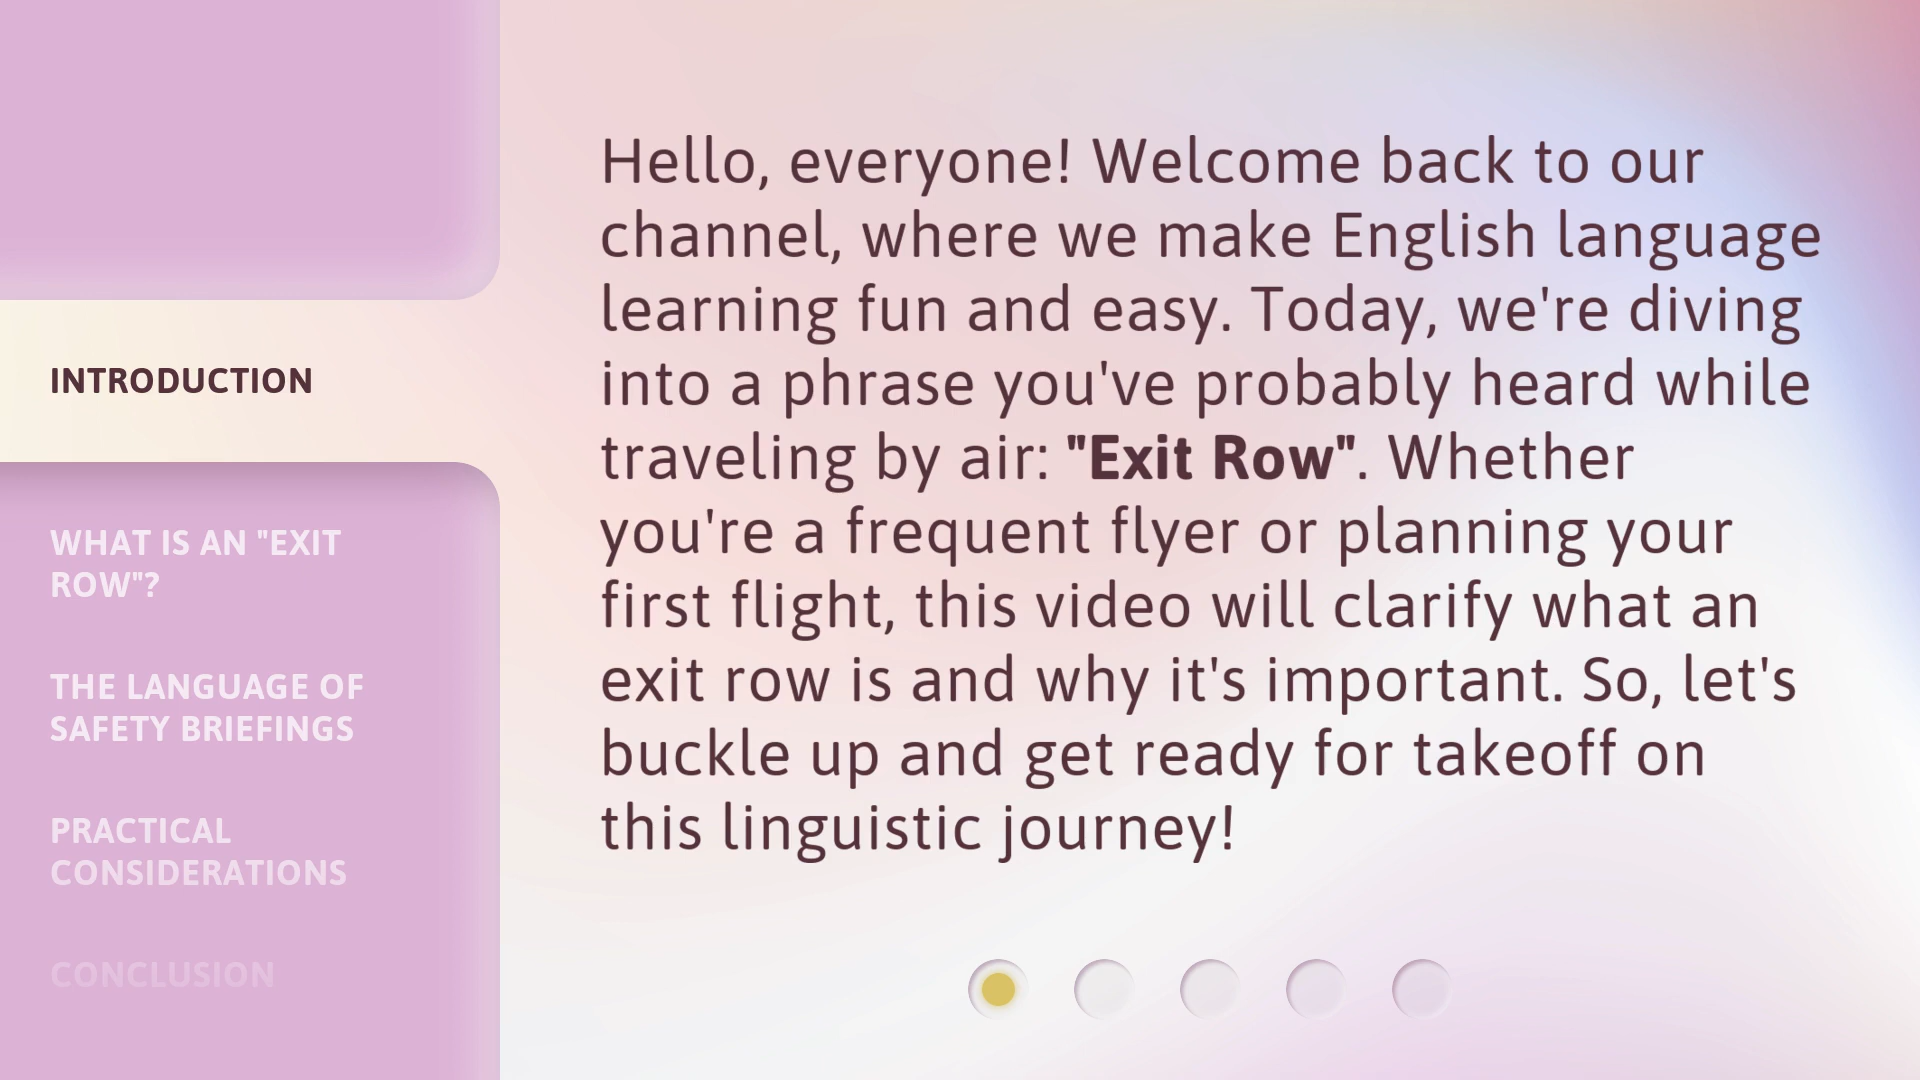 INTRODUCTION
WHAT IS AN "EXIT
ROW"?
THE LANGUAGE OF
SAFETY BRIEFINGS
PRACTICAL
CONSIDERATIONS
CONCLUSION
Hello, everyone! Welcome back to our
channel, where we make English language
learning fun and easy. Today, we're diving
into a phrase you've probably heard while
traveling by air: "Exit Row". Whether
you're a frequent flyer or planning your
first flight, this video will clarify what an
exit row is and why it's important. So, let's
buckle up and get ready for takeoff on
this linguistic journey!